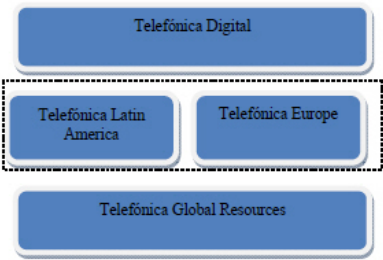 Telefónica Digital
Telefónica Latin
America
Telefónica Europe
Telefónica Global Resources